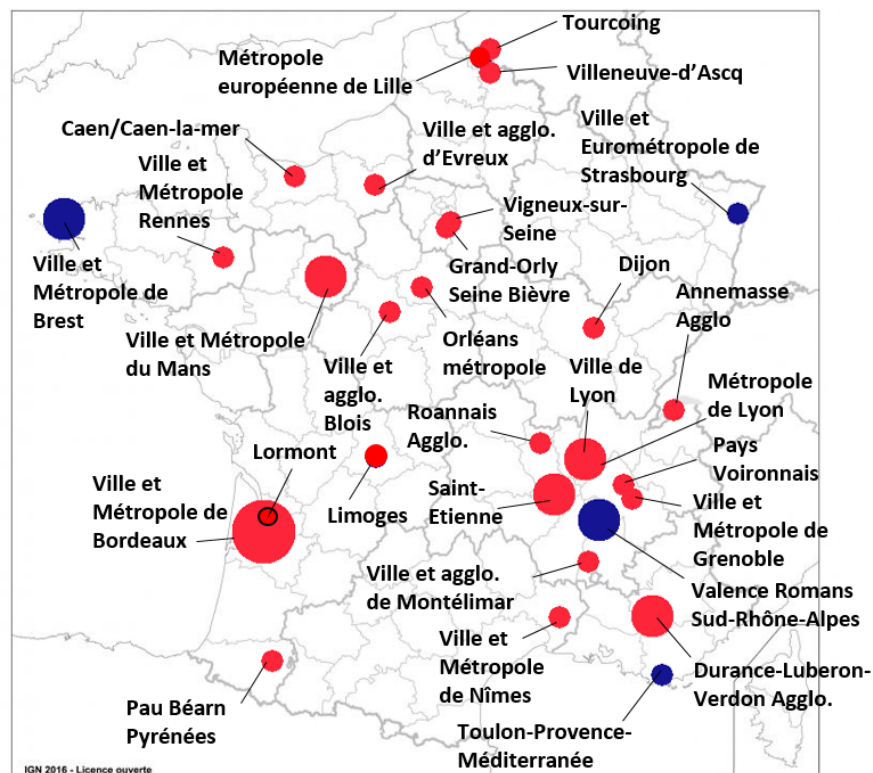 Tourcoing
Métropole
européenne de Lille
Villeneuve-d'Ascq
Caen/Caen-la-mer
Ville et agglo.
d'Evreux
Ville et
Eurométropole de
Strasbourg
Ville et
Métropole
Rennes
Vigneux-sur-
Seine
Ville et
Métropole de
Brest
Grand-Orly
Seine Bièvre
Dijon
Annemasse
Agglo
Ville et Métropole
du Mans
Ville et
agglo.
Blois
Orléans
métropole
Ville de
Lyon
Métropole
de Lyon
Roannais
Agglo.
Lormont
Pays
Voironnais
Ville et
Métropole de
Bordeaux
Limoges
Saint-
Etienne
Ville et
Métropole de
Grenoble
Ville et agglo.
de Montélimar
Valence Romans
Sud-Rhône-Alpes
Ville et
Métropole
de Nîmes
Durance-Luberon-
Verdon Agglo.
Pau Béarn
Pyrénées
Toulon-Provence-
Méditerranée
IGN 2016 - Licence ouverte